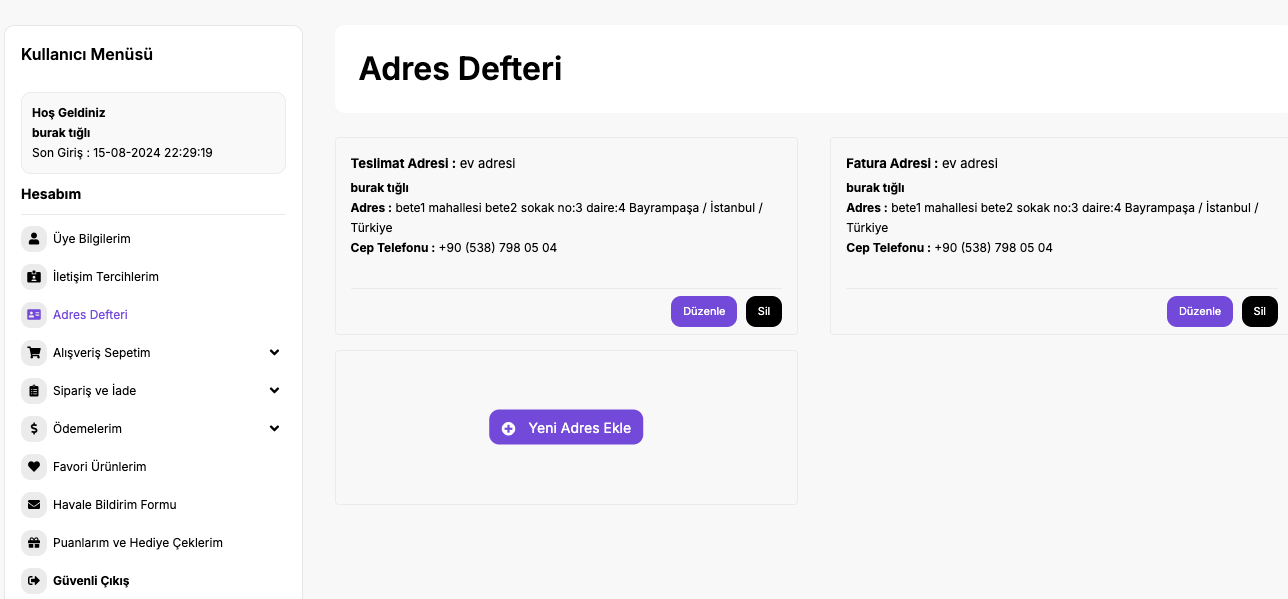 Kullanıcı Menüsü
Hoş Geldiniz
burak tığlı
Son Giriş : 15-08-2024 22:29:19
Hesabım
Üye Bilgilerim
İletişim Tercihlerim
Adres Defteri
Alışveriş Sepetim
Sipariş ve İade
Ödemelerim
Favori Ürünlerim
Havale Bildirim Formu
Puanlarım ve Hediye Çeklerim
Güvenli Çıkış
Adres Defteri
Teslimat Adresi : ev adresi
burak tığlı
Adres : bete1 mahallesi bete2 sokak no:3 daire:4 Bayrampaşa / İstanbul /
Türkiye
Cep Telefonu : +90 (538) 798 05 04
Düzenle
Sil
Fatura Adresi : ev adresi
burak tığlı
Adres : bete1 mahallesi bete2 sokak no:3 daire:4 Bayrampaşa / İstanbul /
Türkiye
Cep Telefonu : +90 (538) 798 05 04
Düzenle
Sil
Yeni Adres Ekle